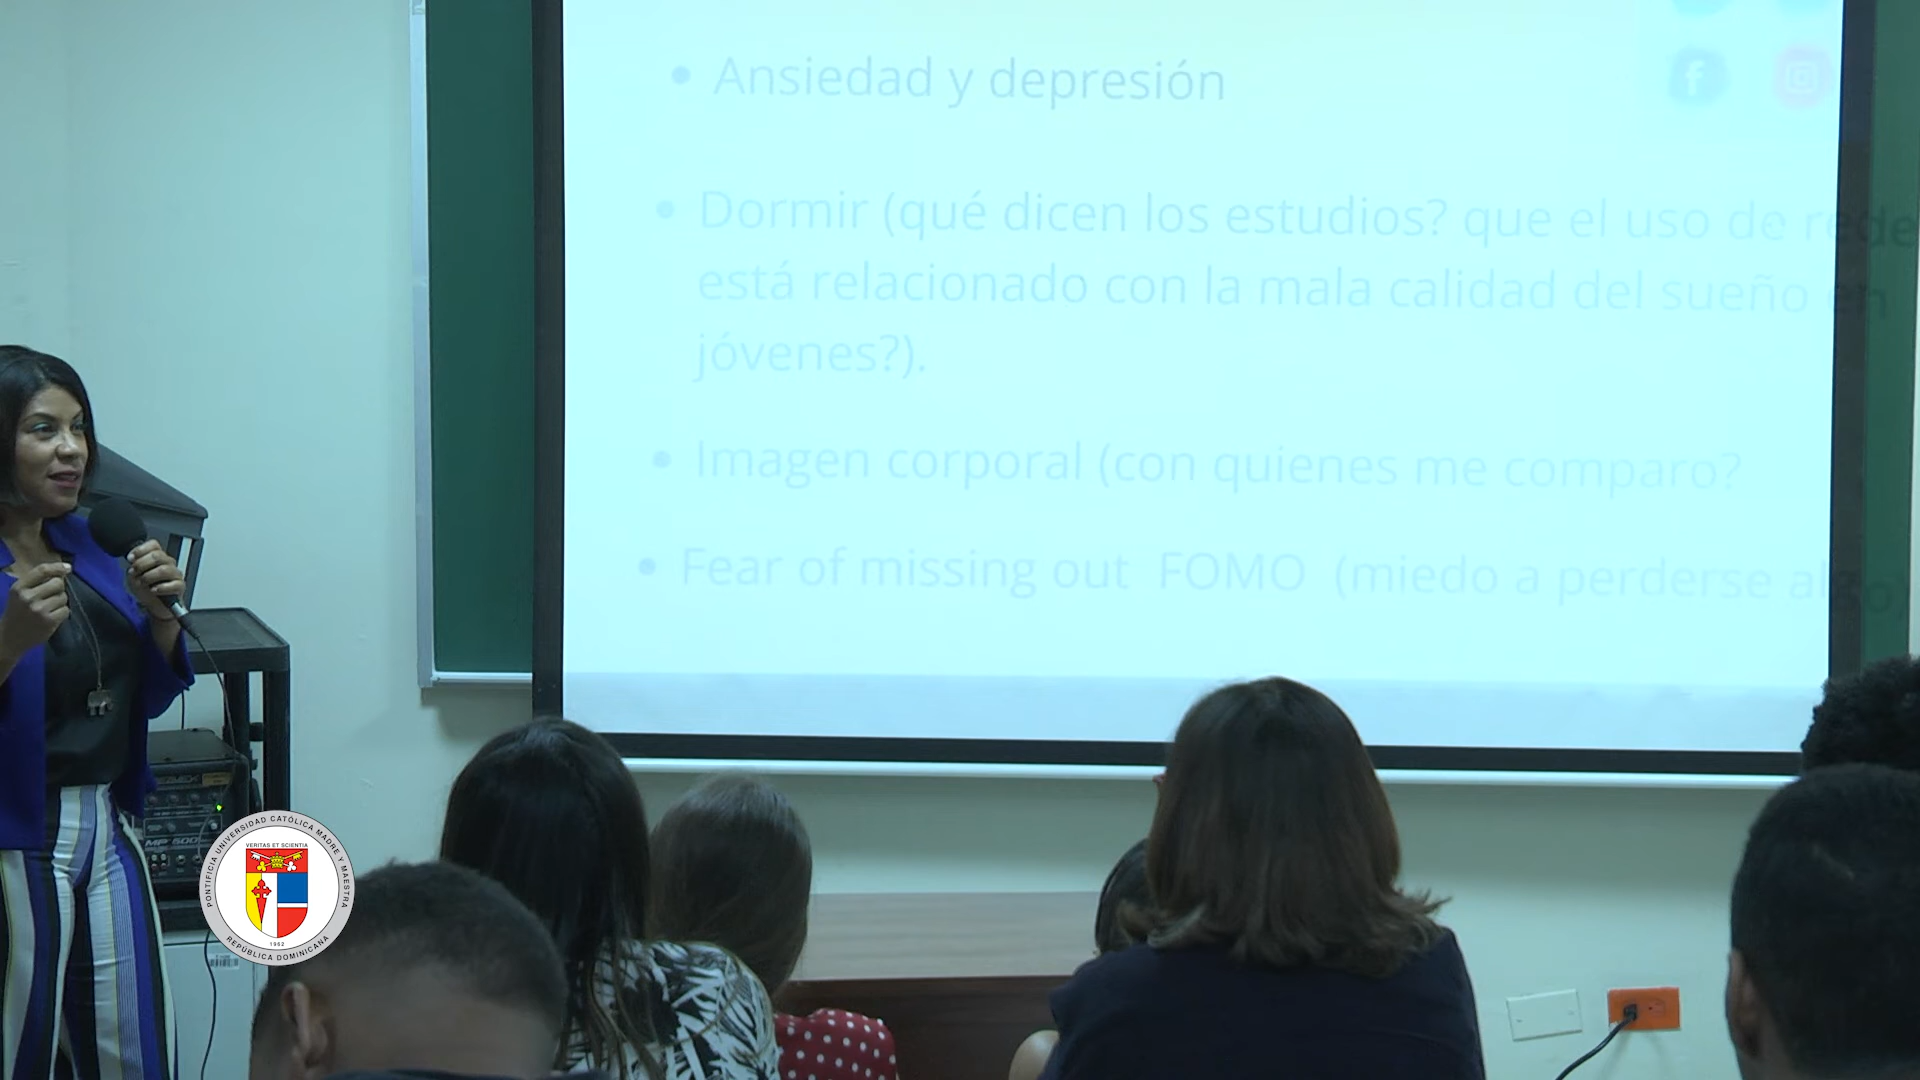 Ansiedad y depresión
Dormir (qué dicen los estudios? que el uso de rede
está relacionado con la mala calidad del sueño en
jóvenes?).
Imagen corporal (con quienes me comparo?
Fear of missing out FOMO (miedo a perderse algo)
PONTIFICIA UNIVERSIDAD CATÓLICA MADRE Y MAESTRA
VERITAS ET SCIENTIA
1962
REPÚBLICA DOMINICANA